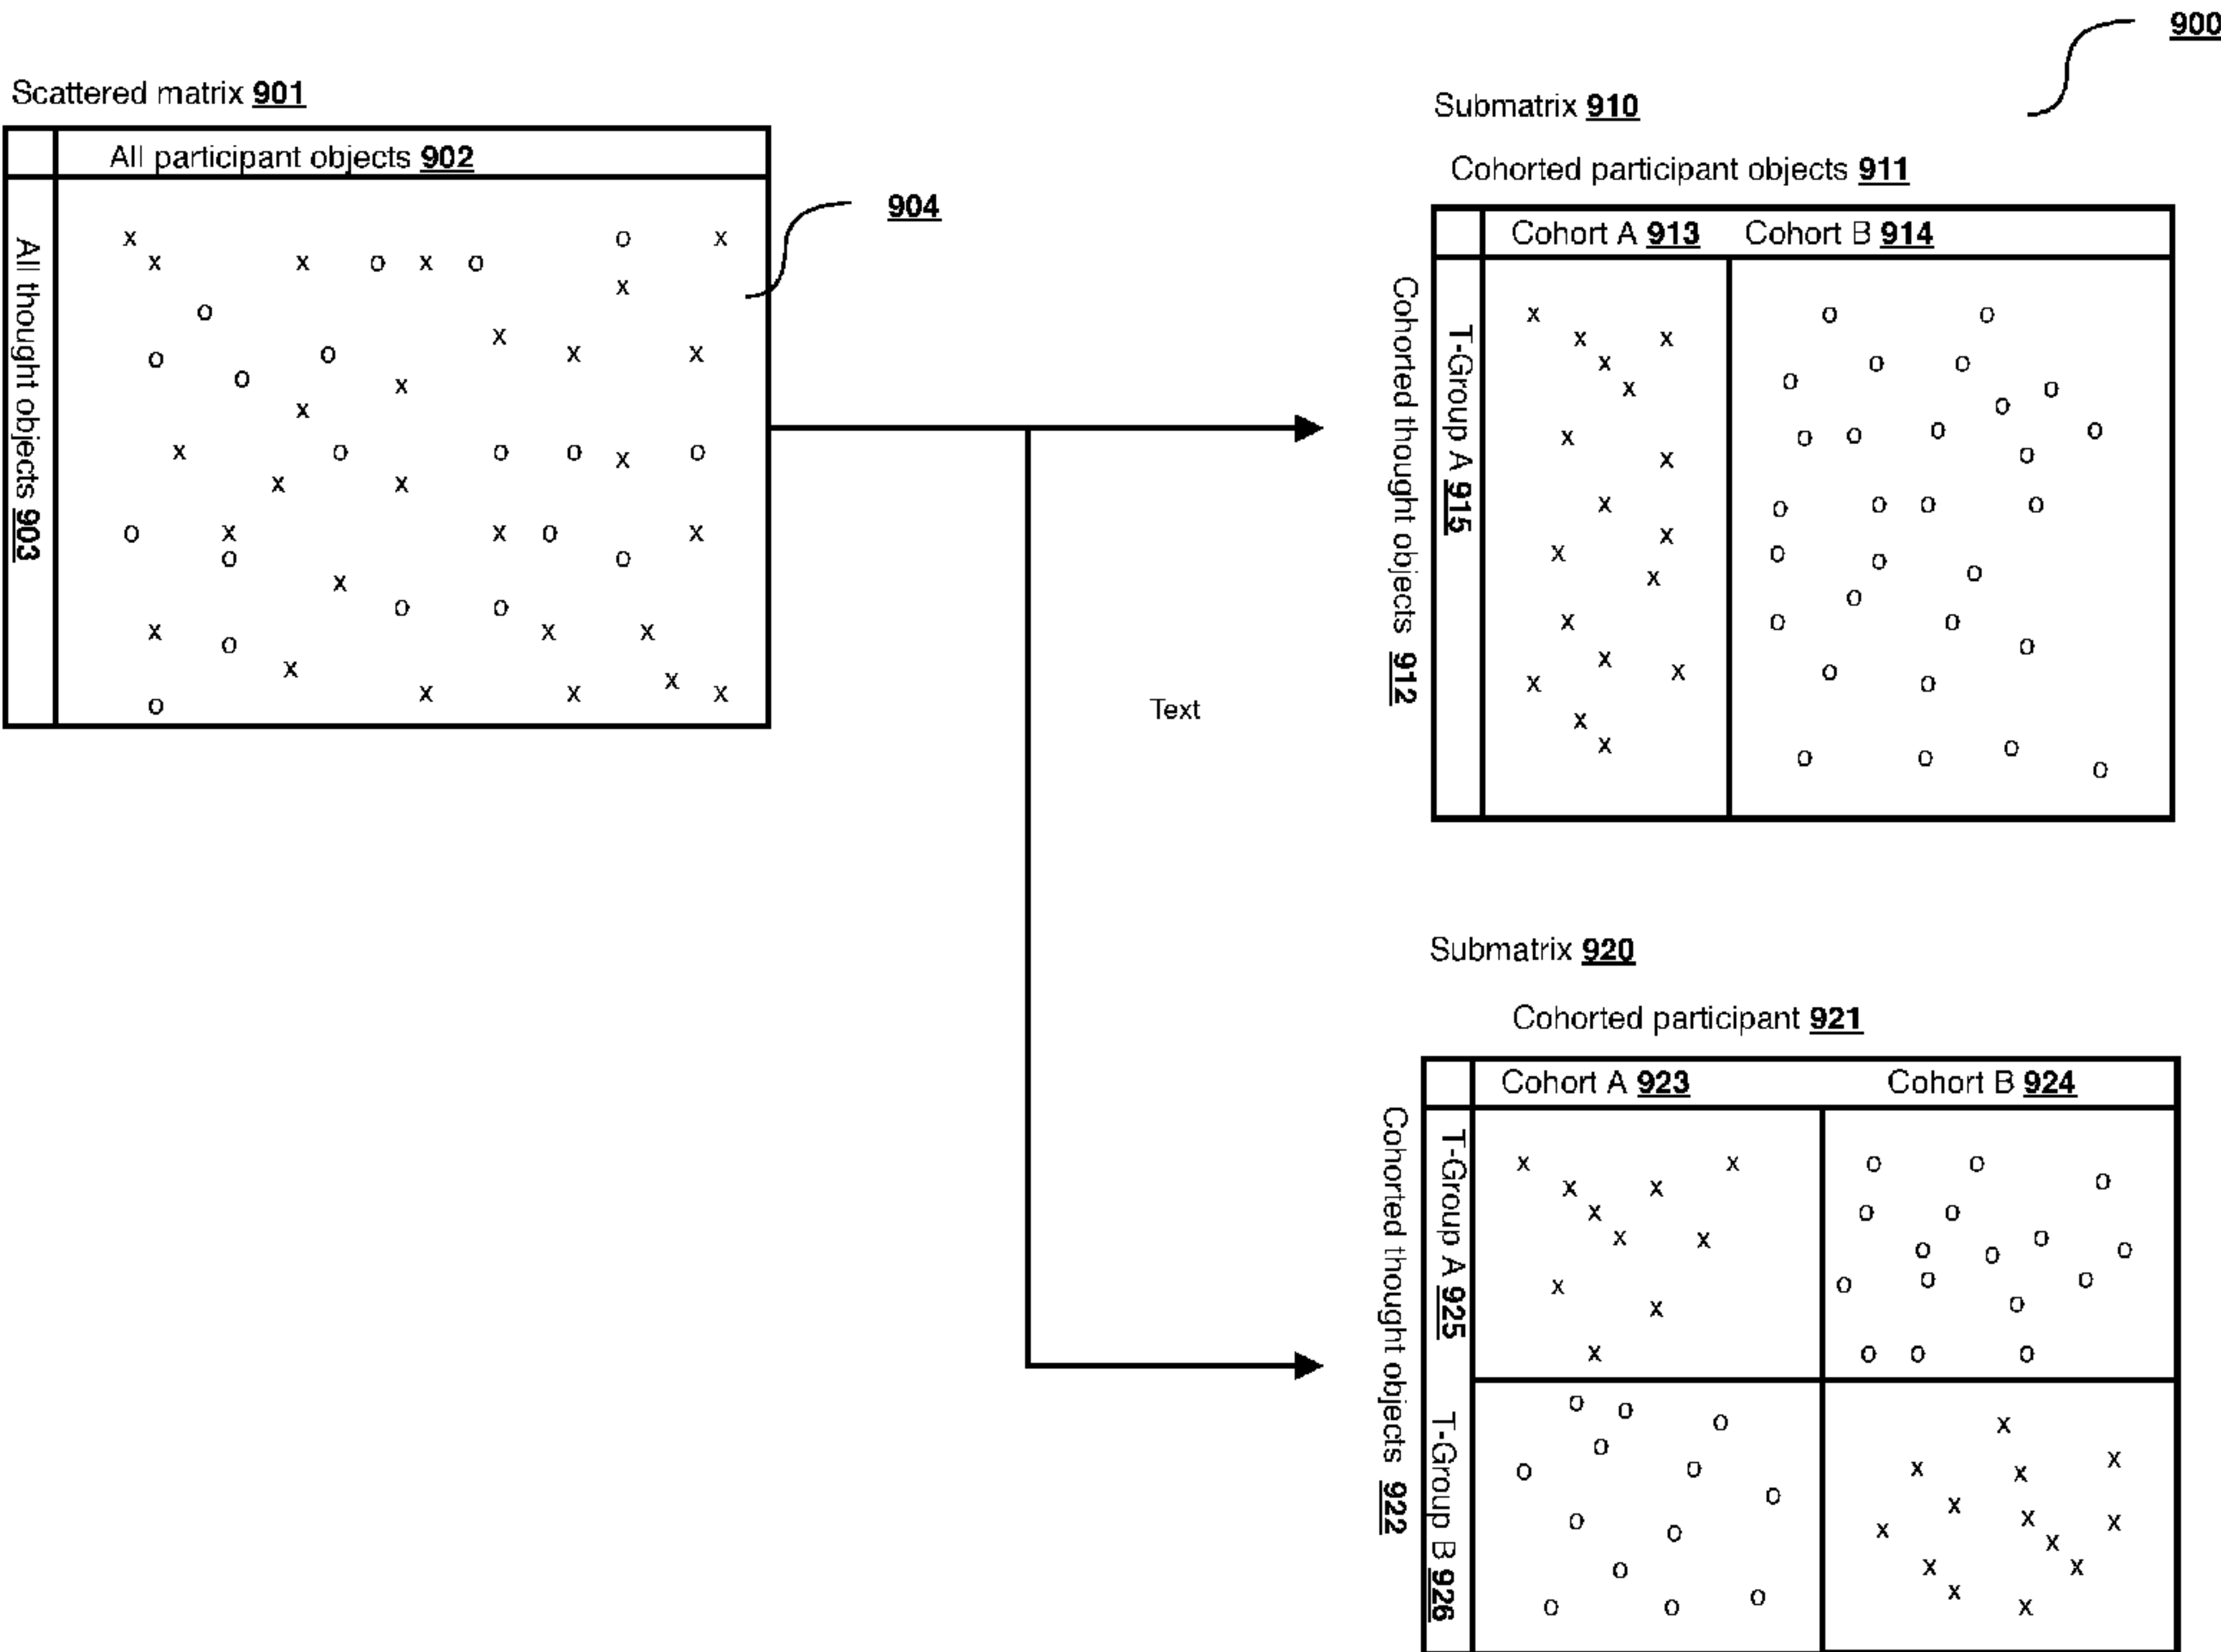 900
Scattered matrix 901
All participant objects 902
All thought objects 903
904
Text
Submatrix 910
Cohorted participant objects 911
Cohort A 913
Cohort B 914
Cohorted thought objects 912
T-Group A 915
Submatrix 920
Cohorted participant 921
Cohort A 923
Cohort B 924
Cohorted thought objects 922
T-Group A 925
T-Group B 926